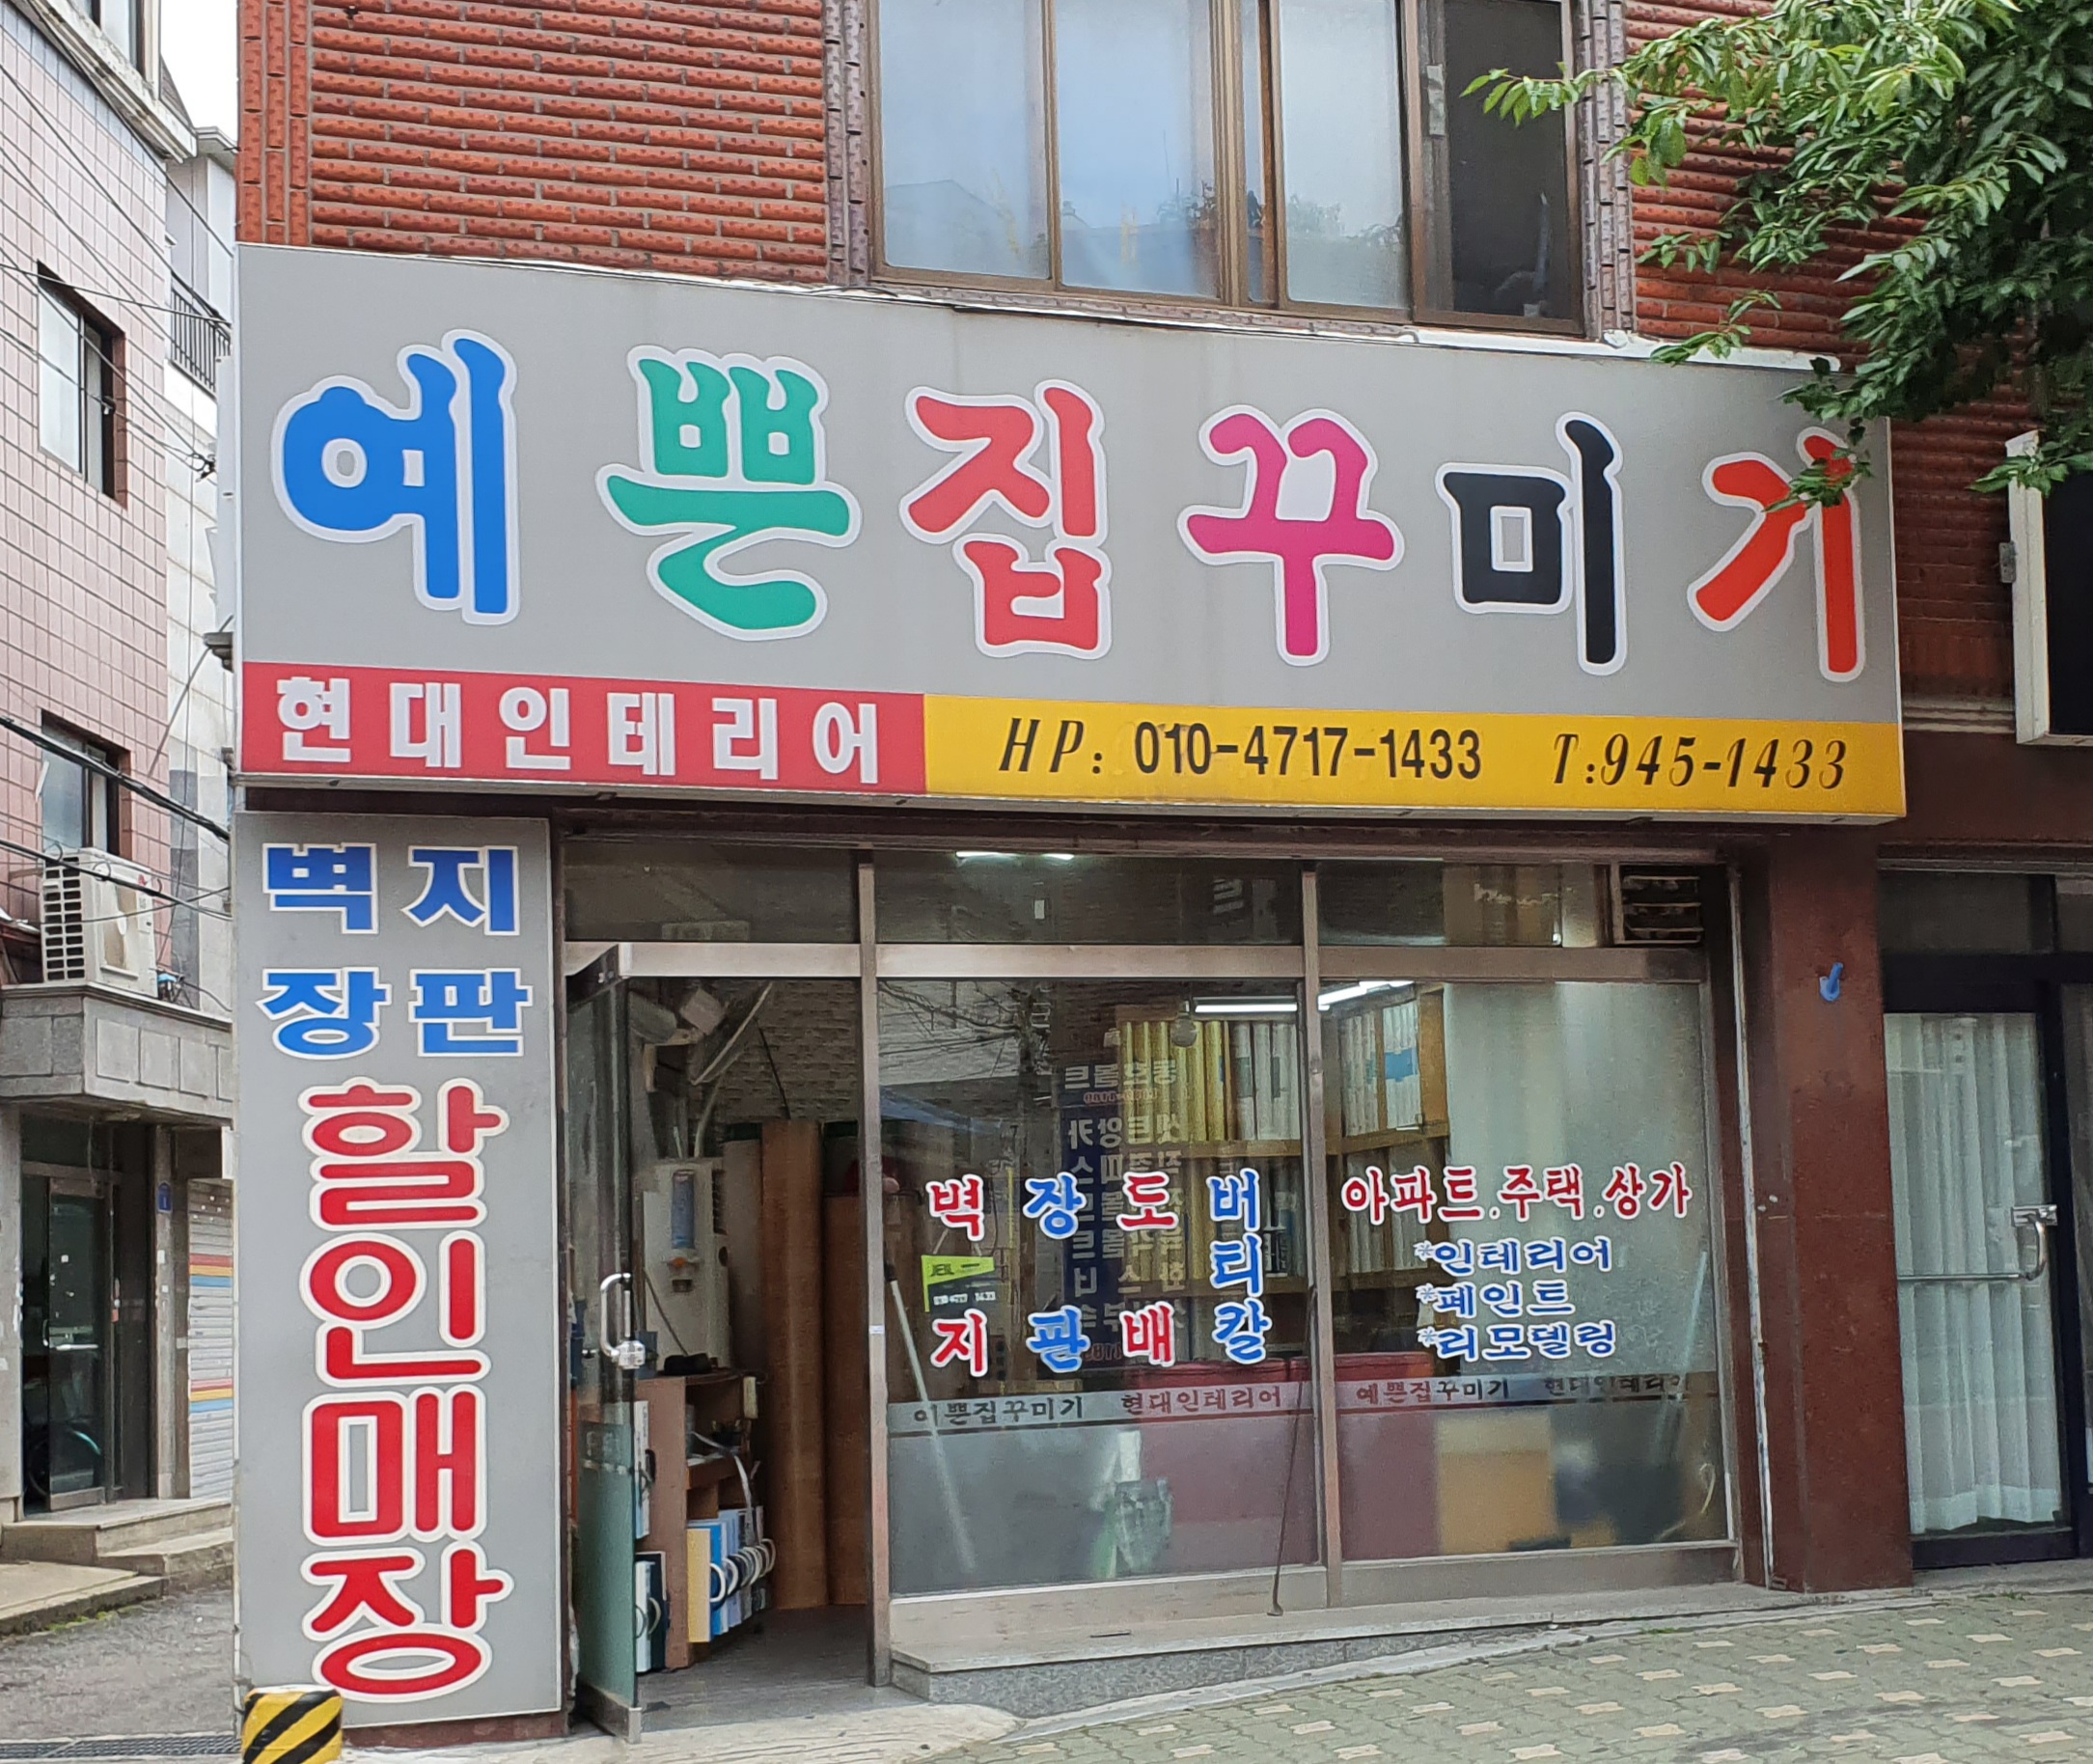 예쁜집꾸미기
현대인테리어
HP: 010-4717-1433 T:945-1433
벽지
장판
할인매장
벽지
장판
도배
버티칼
아파트.주택.상가
*인테리어
*페인트
*리모델링
예쁜집꾸미기 현대인테리어 예쁜집꾸미기 현대인테리어